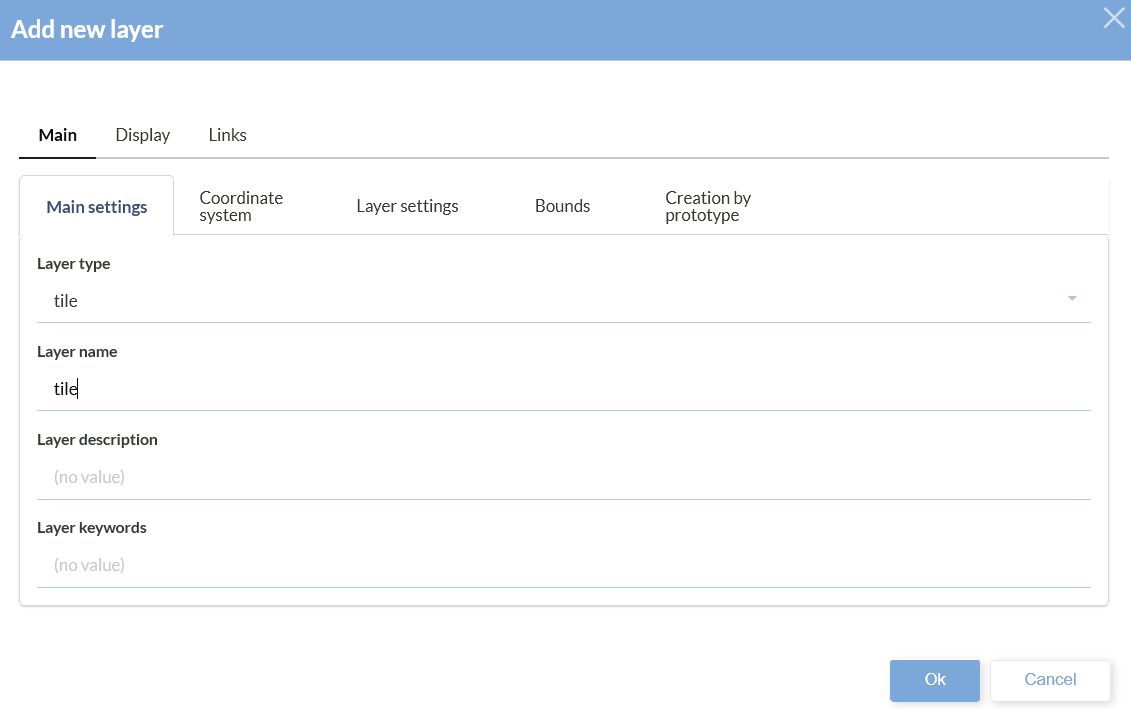 Add new layer
Main Display Links
Main settings Coordinate system Layer settings Bounds Creation by prototype
Layer type
tile
Layer name
tile
Layer description
(no value)
Layer keywords
(no value)
Ok Cancel